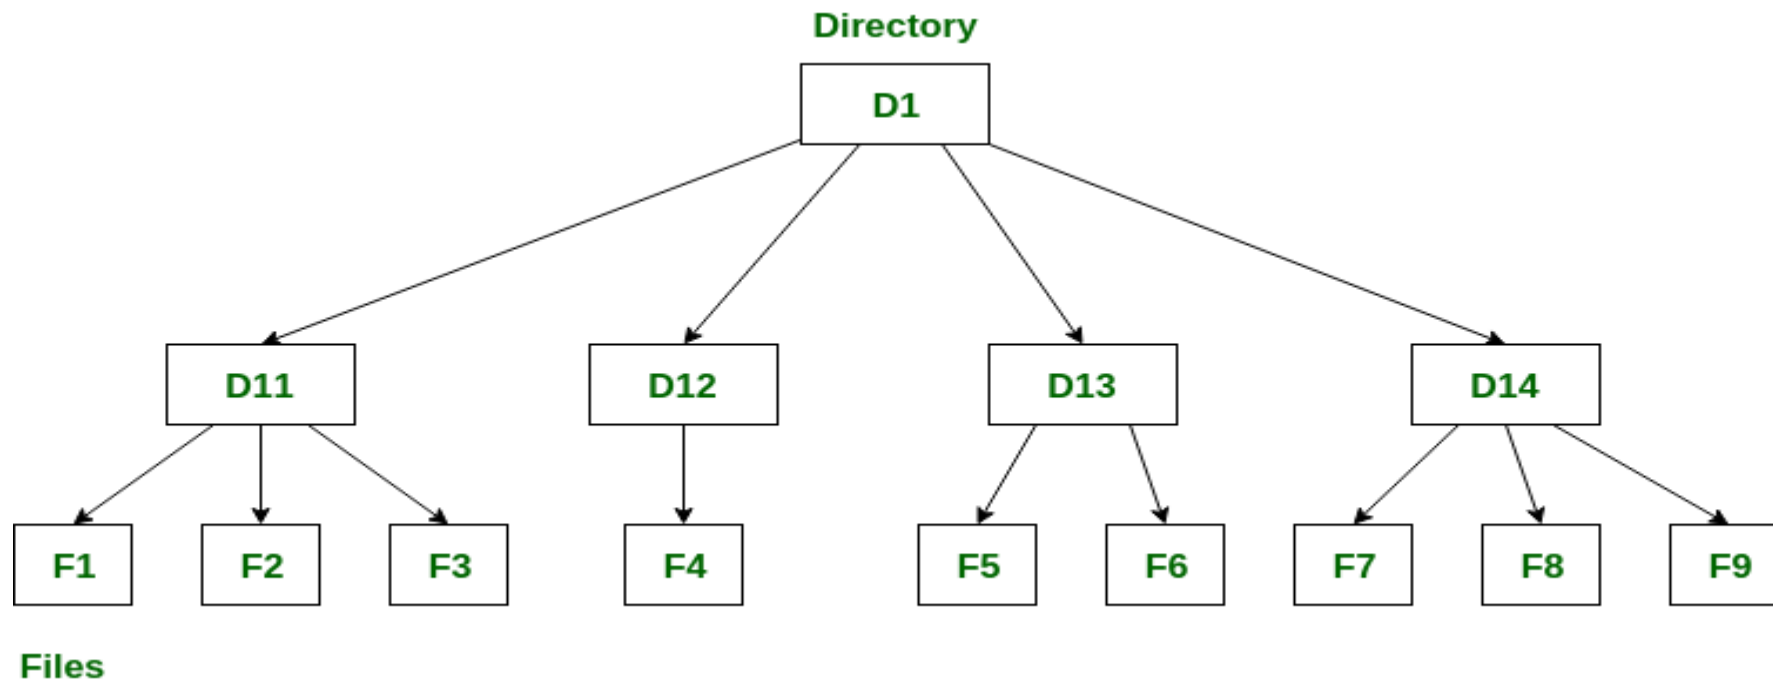 Directory
D1
D11 D12 D13 D14
F1 F2 F3 F4 F5 F6 F7 F8 F9
Files